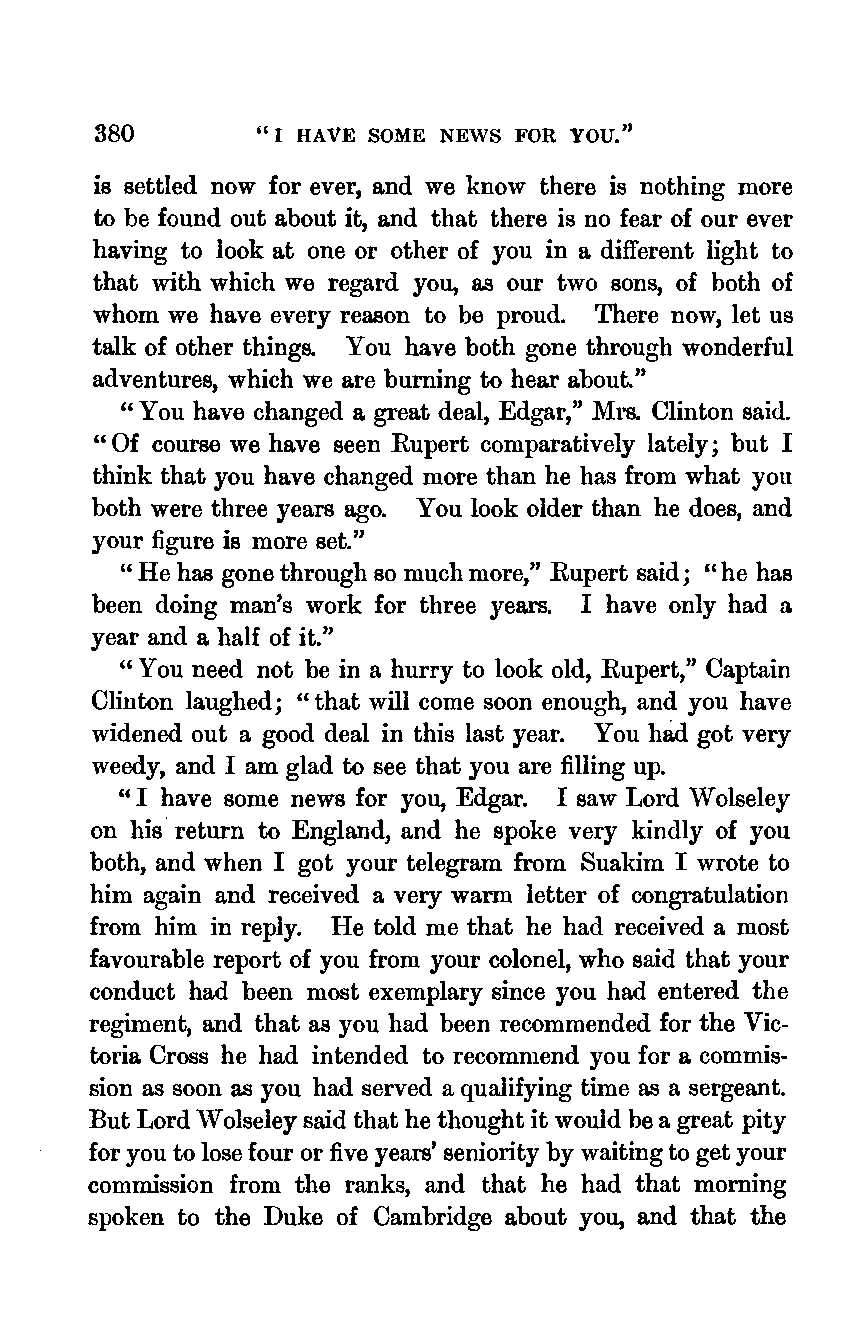 380 "I HAVE SOME NEWS FOR YOU."
is settled now for ever, and we know there is nothing more
to be found out about it, and that there is no fear of our ever
having to look at one or other of you in a different light to
that with which we regard you, as our two sons, of both of
whom we have every reason to be proud. There now, let us
talk of other things. You have both gone through wonderful
adventures, which we are burning to hear about."
"You have changed a great deal, Edgar," Mrs. Clinton said.
"Of course we have seen Rupert comparatively lately; but I
think that you have changed more than he has from what you
both were three years ago. You look older than he does, and
your figure is more set."
"He has gone through so much more," Rupert said; "he has
been doing man's work for three years. I have only had a
year and a half of it."
"You need not be in a hurry to look old, Rupert," Captain
Clinton laughed; "that will come soon enough, and you have
widened out a good deal in this last year. You had got very
weedy, and I am glad to see that you are filling up.
"I have some news for you, Edgar. I saw Lord Wolseley
on his return to England, and he spoke very kindly of you
both, and when I got your telegram from Suakim I wrote to
him again and received a very warm letter of congratulation
from him in reply. He told me that he had received a most
favourable report of you from your colonel, who said that your
conduct had been most exemplary since you had entered the
regiment, and that as you had been recommended for the Vic-
toria Cross he had intended to recommend you for a commis-
sion as soon as you had served a qualifying time as a sergeant.
But Lord Wolseley said that he thought it would be a great pity
for you to lose four or five years' seniority by waiting to get your
commission from the ranks, and that he had that morning
spoken to the Duke of Cambridge about you, and that the